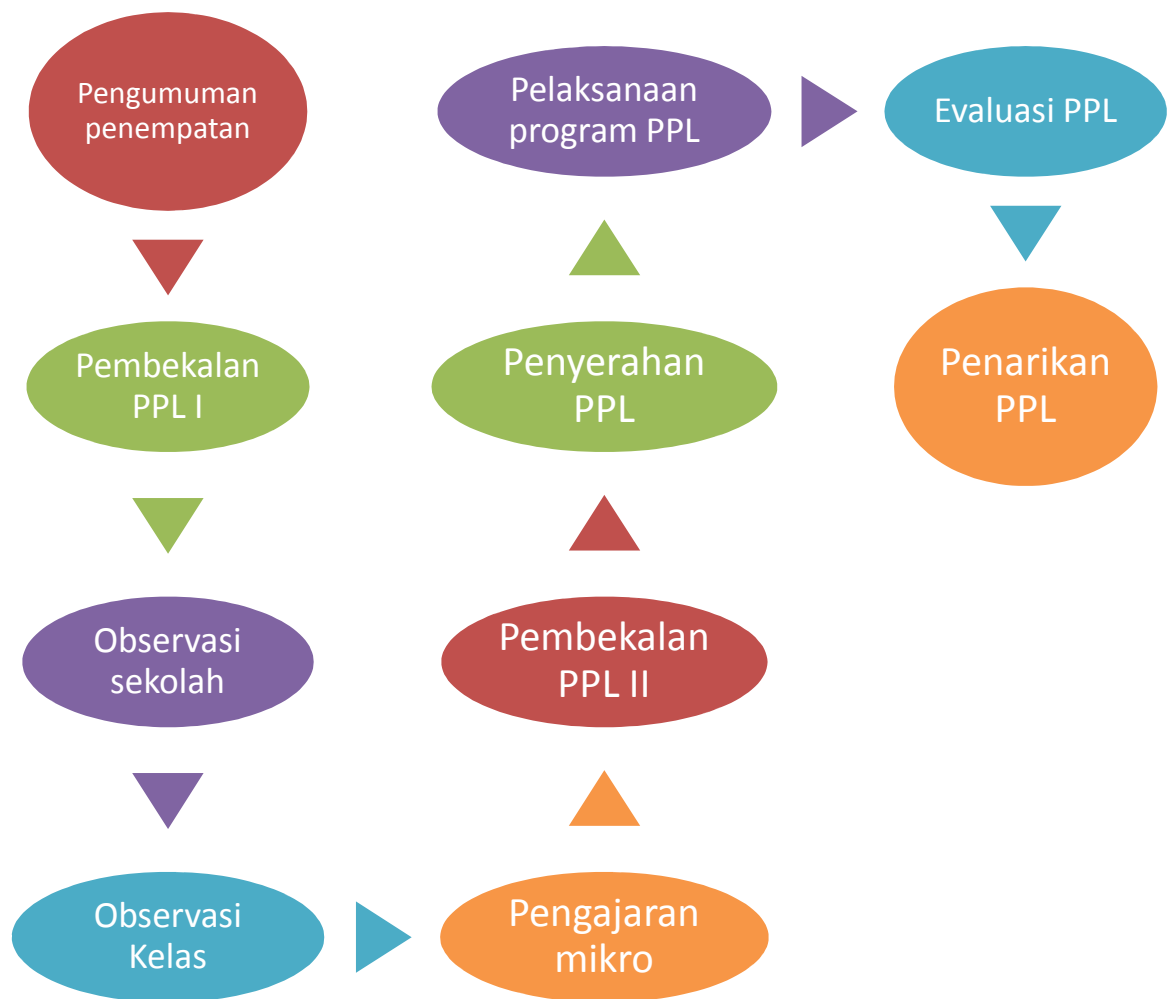 Pengumuman
penempatan
Pembekalan
PPL I
Observasi
sekolah
Observasi
Kelas
Pengajaran
mikro
Pembekalan
PPL II
Penyerahan
PPL
Pelaksanaan
program PPL
Evaluasi PPL
Penarikan
PPL